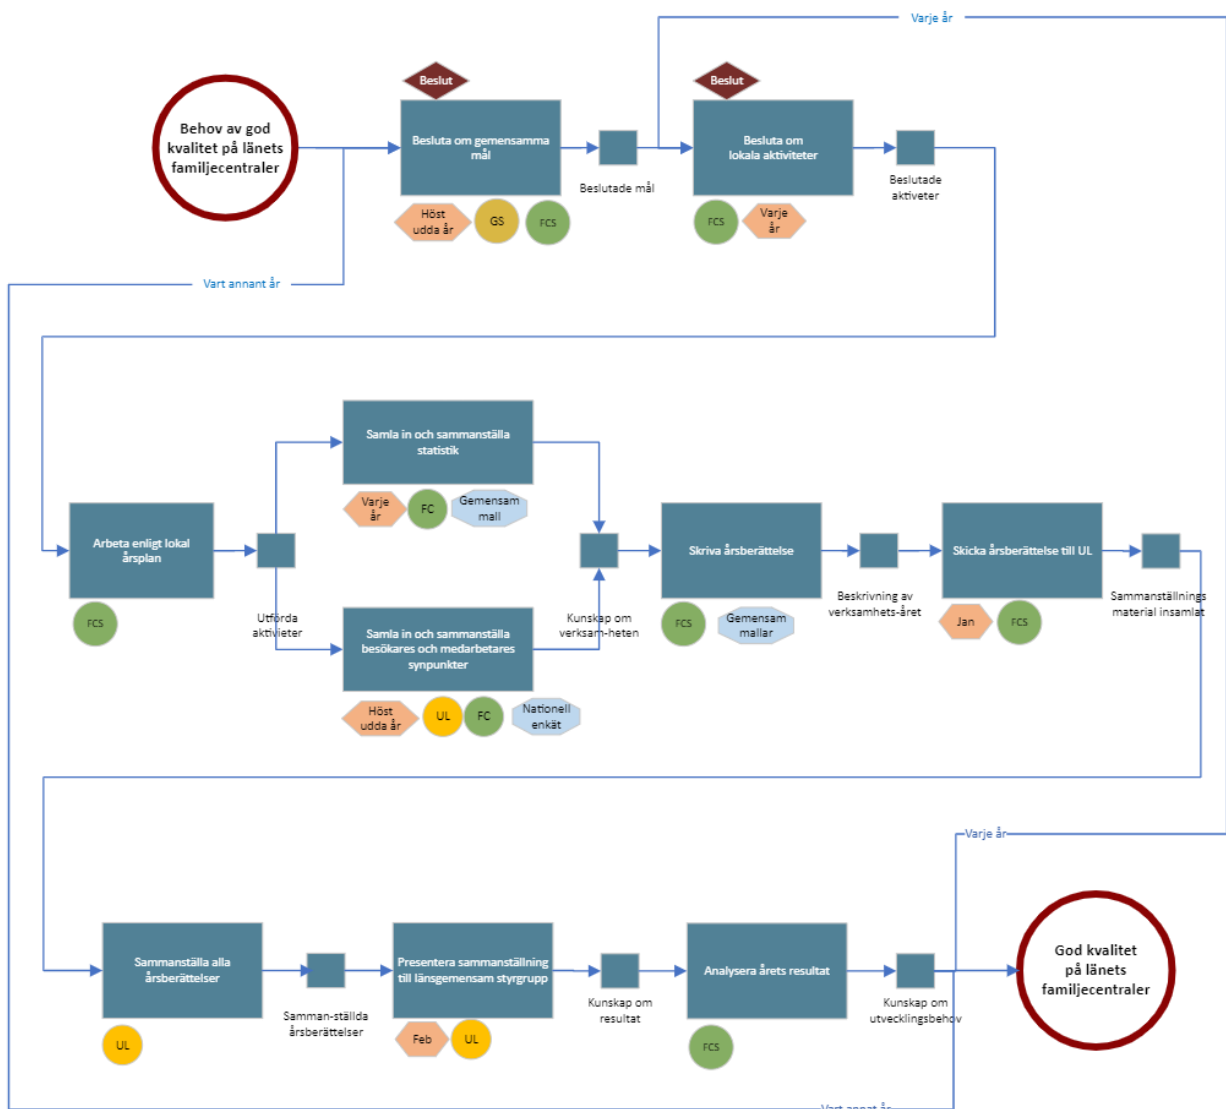 Varje år
Beslut
Beslut
Behov av god
kvalitet på länets
familjecentraler
Besluta om gemensamma
mål
Beslutade mål
Besluta om
lokala aktiviteter
Beslutade
aktiveter
Höst
udda år
GS
FCS
FCS
Varje
år
Vart annant år
Samla in och sammanställa
statistik
Varje
år
FC
Gemensam
mall
Arbeta enligt lokal
årsplan
FCS
Utförda
aktivieter
Samla in och sammanställa
besökares och medarbetares
synpunkter
Höst
udda år
UL
FC
Nationell
enkät
Kunskap om
verksam-heten
Skriva årsberättelse
FCS
Gemensam
mallar
Beskrivning av
verksamhets-året
Skicka årsberättelse till UL
Jan
FCS
Sammanställnings
material insamlat
Varje år
Sammanställa alla
årsberättelser
UL
Samman-ställda
årsberättelser
Presentera sammanställning
till länsgemensam styrgrupp
Feb
UL
Kunskap om
resultat
Analysera årets resultat
FCS
Kunskap om
utvecklingsbehov
God kvalitet
på länets
familjecentraler
Vart annat år